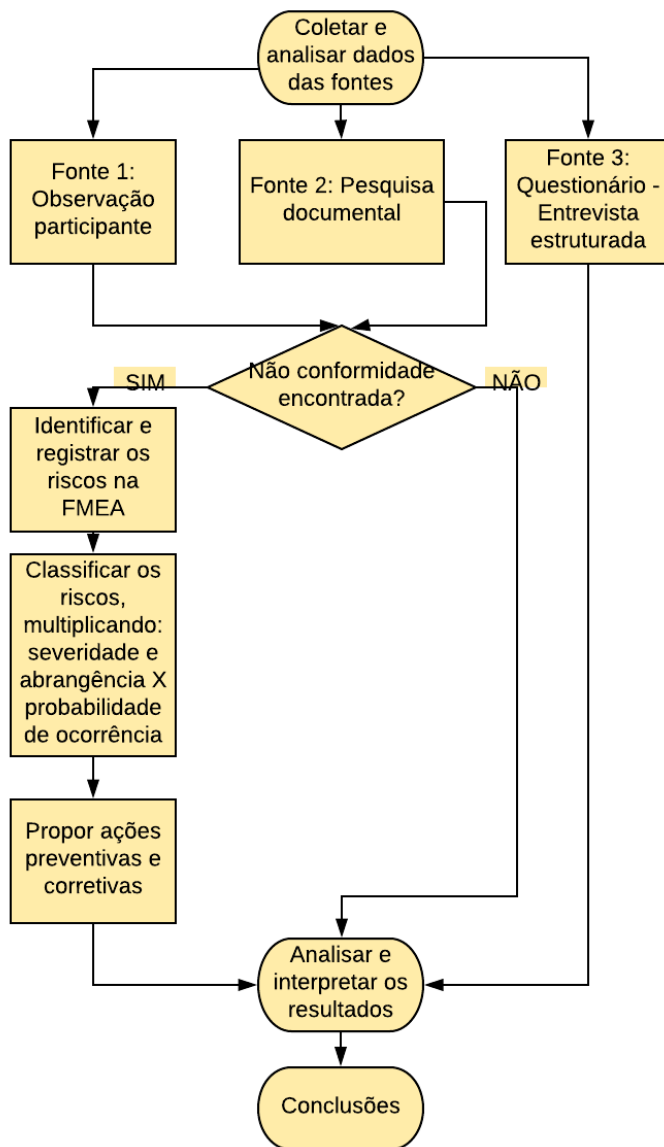 Coletar e
analisar dados
das fontes
Fonte 1:
Observação
participante
Fonte 2: Pesquisa
documental
Fonte 3:
Questionário -
Entrevista
estruturada
Não conformidade
encontrada?
SIM
NÃO
Identificar e
registrar os
riscos na
FMEA
Classificar os
riscos,
multiplicando:
severidade e
abrangência X
probabilidade
de ocorrência
Propor ações
preventivas e
corretivas
Analisar e
interpretar os
resultados
Conclusões